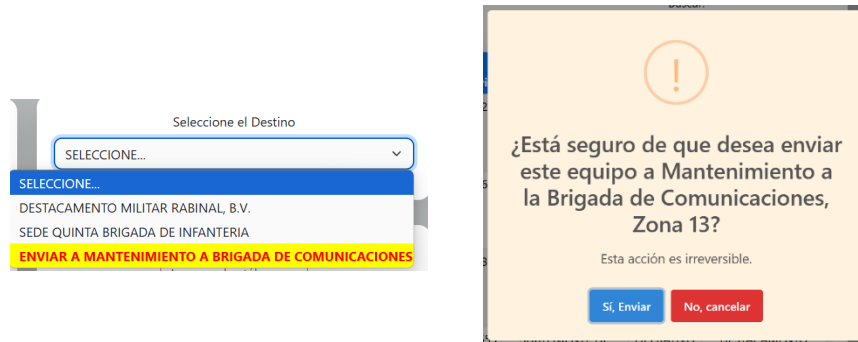 Seleccione el Destino
SELECCIONE...
SELECCIONE...
DESTACAMENTO MILITAR RABINAL, B.V.
SEDE QUINTA BRIGADA DE INFANTERIA
ENVIAR A MANTENIMIENTO A BRIGADA DE COMUNICACIONES
Buscar:
!
¿Está seguro de que desea enviar
este equipo a Mantenimiento a
la Brigada de Comunicaciones,
Zona 13?
Esta acción es irreversible.
Sí, Enviar
No, cancelar